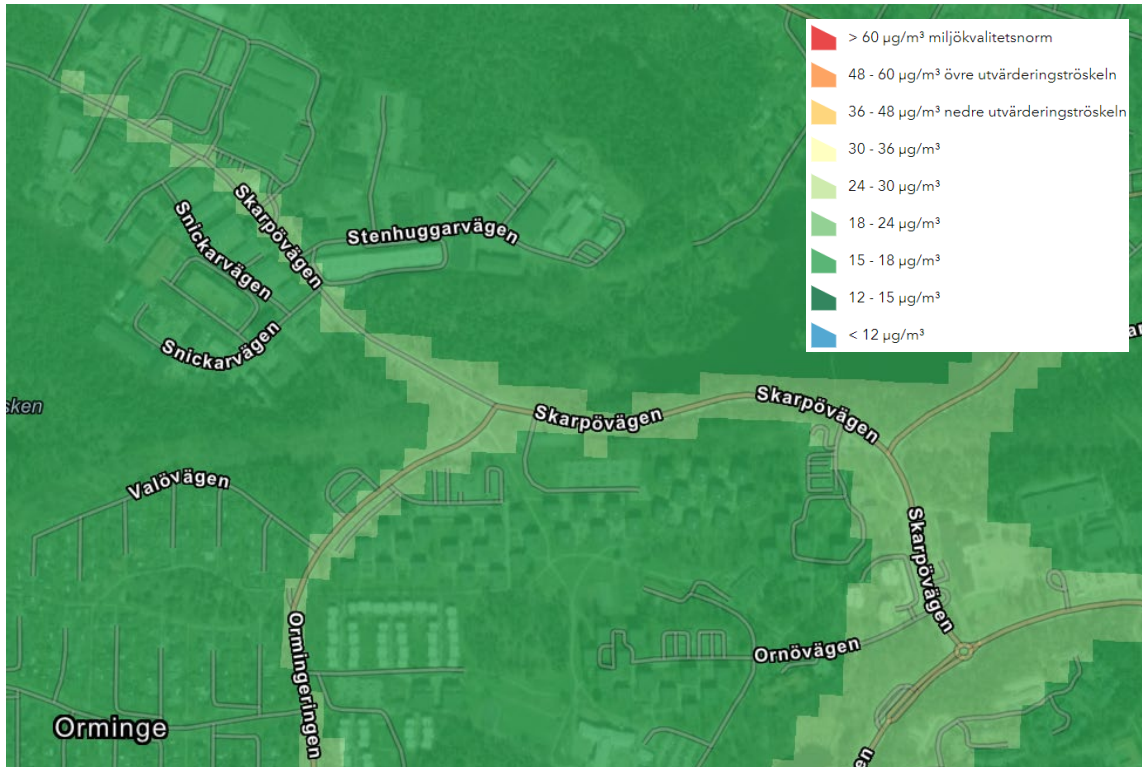 > 60 µg/m³ miljökvalitetsnorm
48 - 60 µg/m³ övre utvärderingströskeln
36 - 48 µg/m³ nedre utvärderingströskeln
30 - 36 µg/m³
24 - 30 µg/m³
18 - 24 µg/m³
15 - 18 µg/m³
12 - 15 µg/m³
< 12 µg/m³
Skarpövägen
Snickarvägen
Stenhuggarvägen
Snickarvägen
sken
Skarpövägen
Skarpövägen
Valövägen
Skarpövägen
Ormingeringen
Ornövägen
Orminge
en